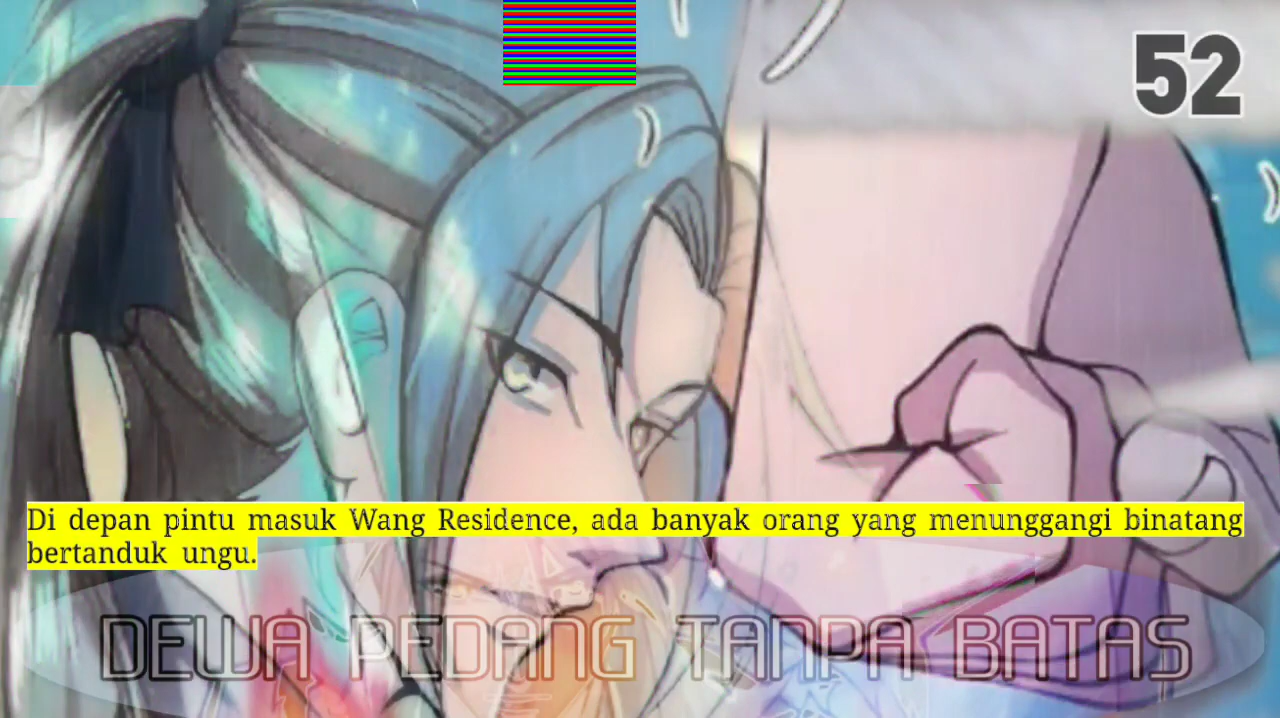 52
Di depan pintu masuk Wang Residence, ada banyak orang yang menunggangi binatang
bertanduk ungu.
DEWA PEDANG TANPA BATAS